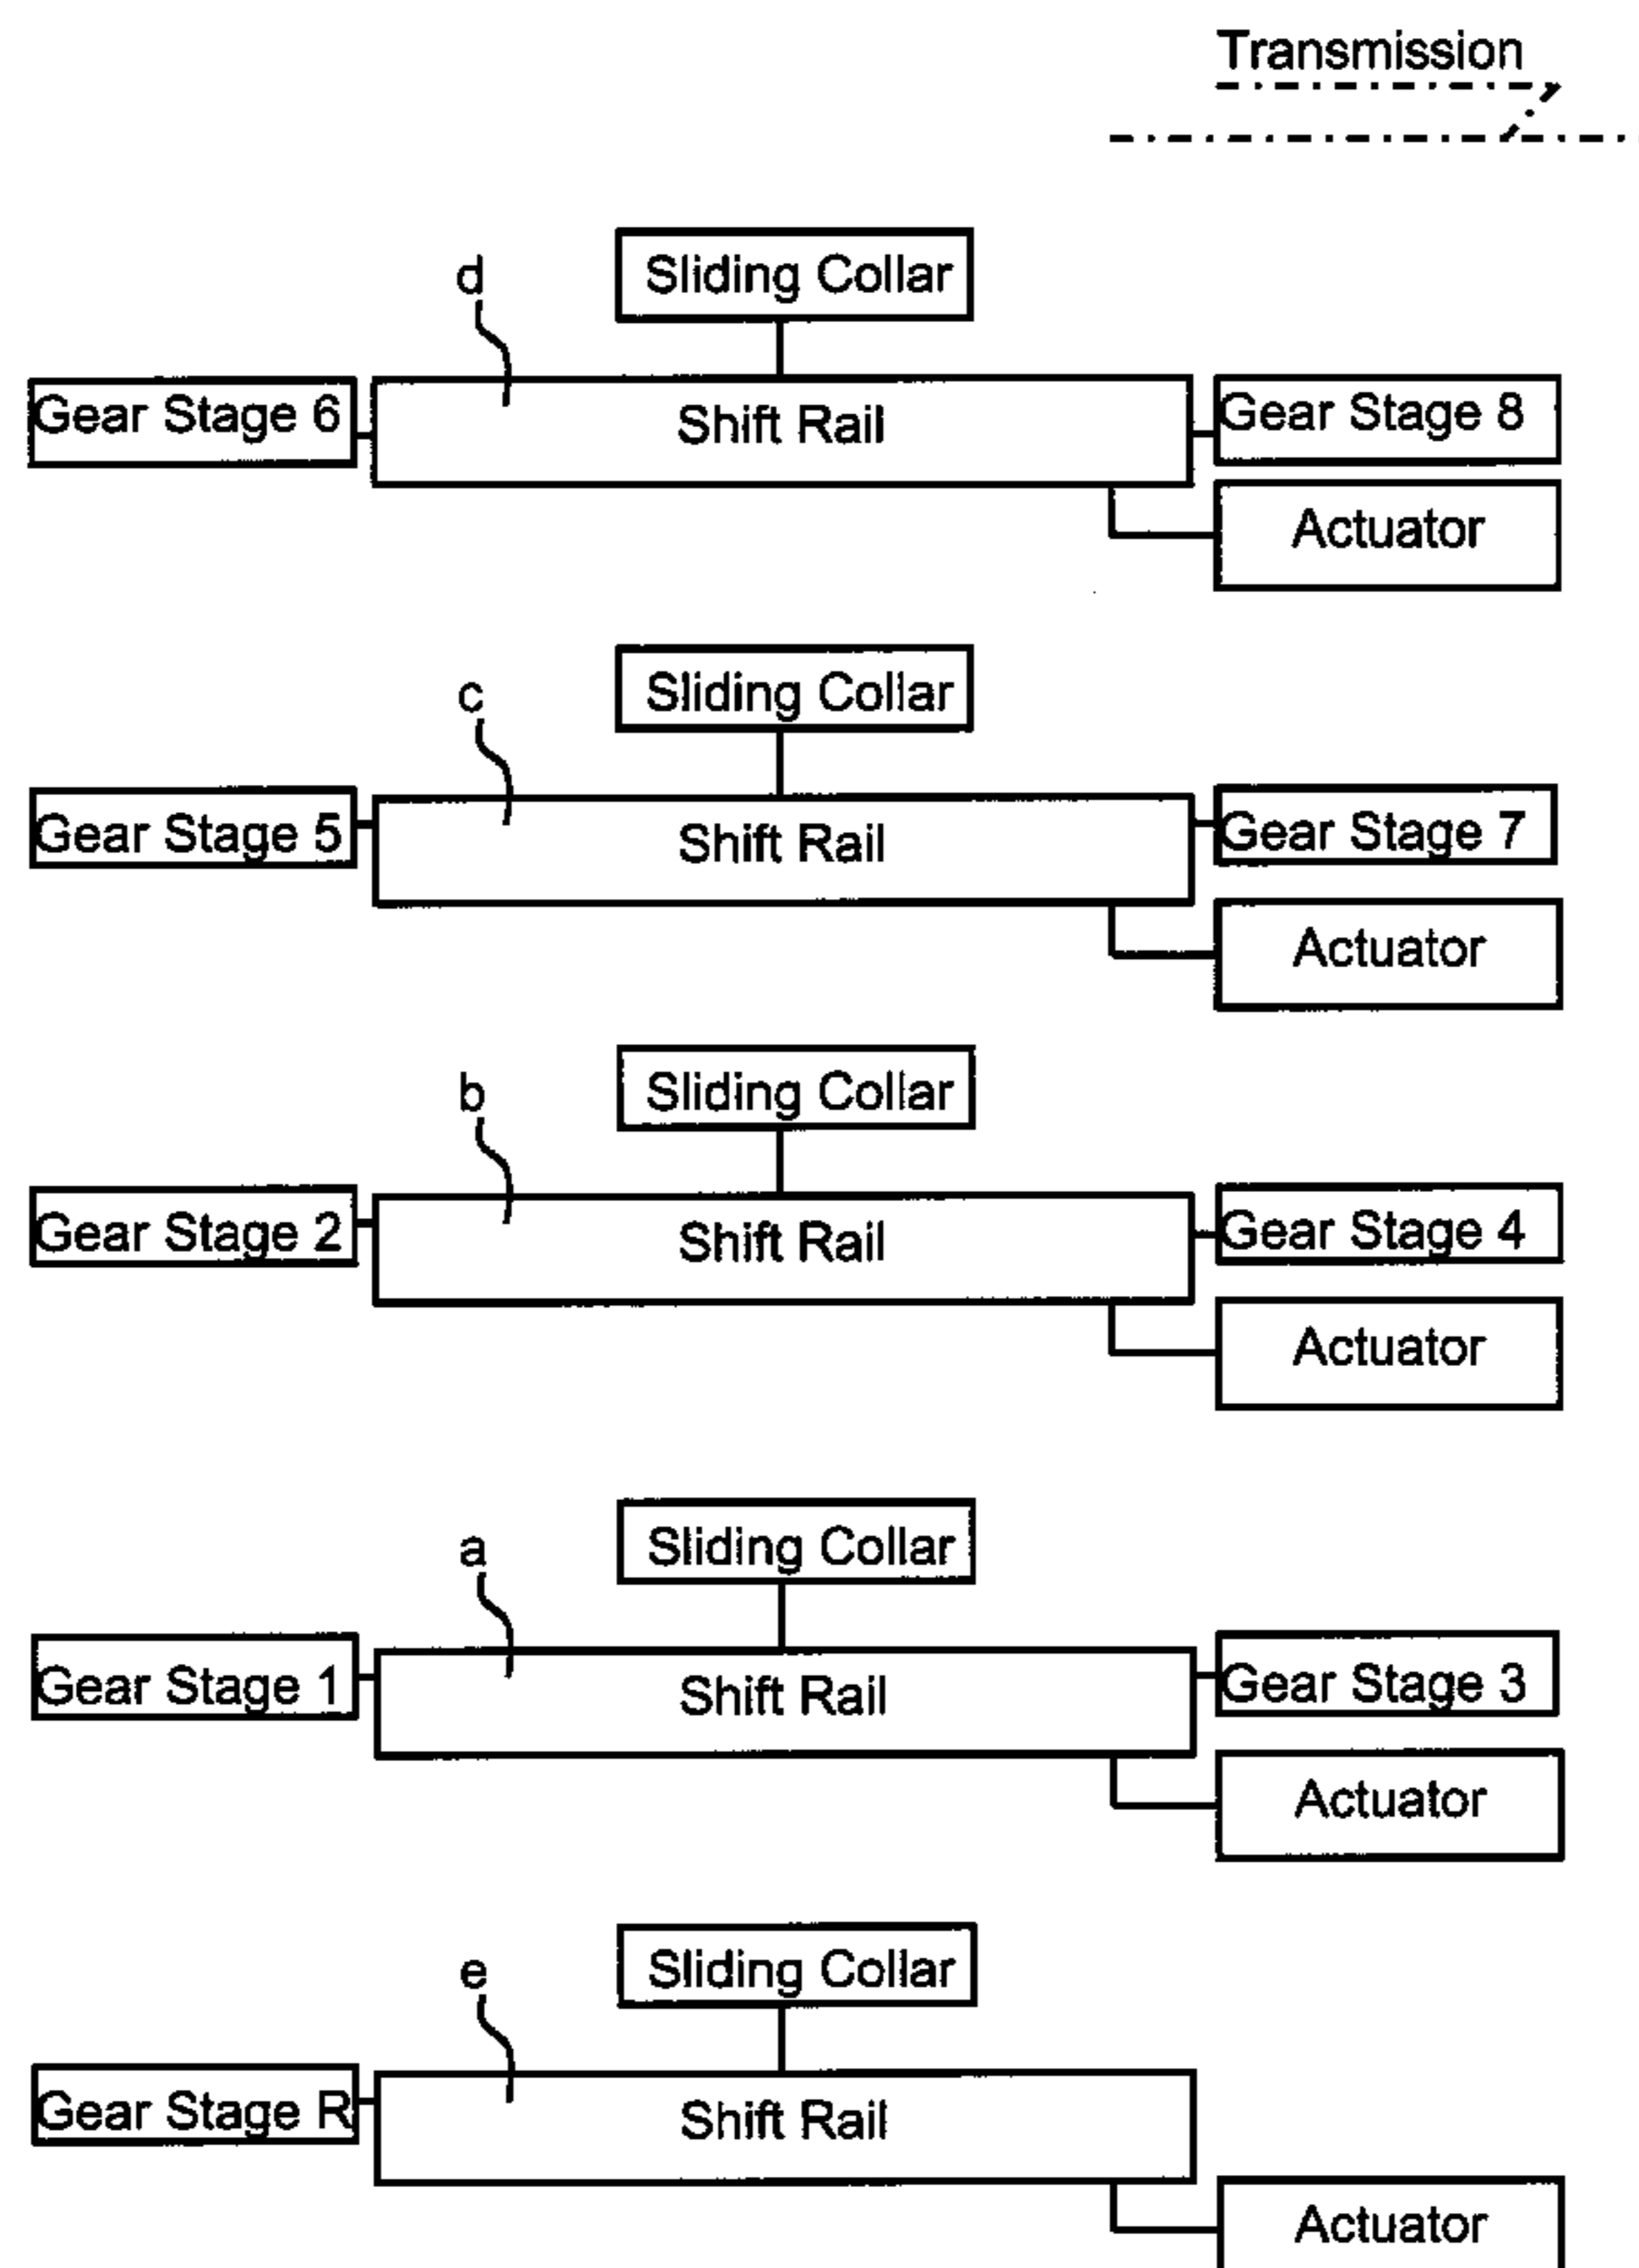 Transmission
d
Sliding Collar
Gear Stage 6
Shift Rail
Gear Stage 8
Actuator
c
Sliding Collar
Gear Stage 5
Shift Rail
Gear Stage 7
Actuator
b
Sliding Collar
Gear Stage 2
Shift Rail
Gear Stage 4
Actuator
a
Sliding Collar
Gear Stage 1
Shift Rail
Gear Stage 3
Actuator
e
Sliding Collar
Gear Stage R
Shift Rail
Actuator